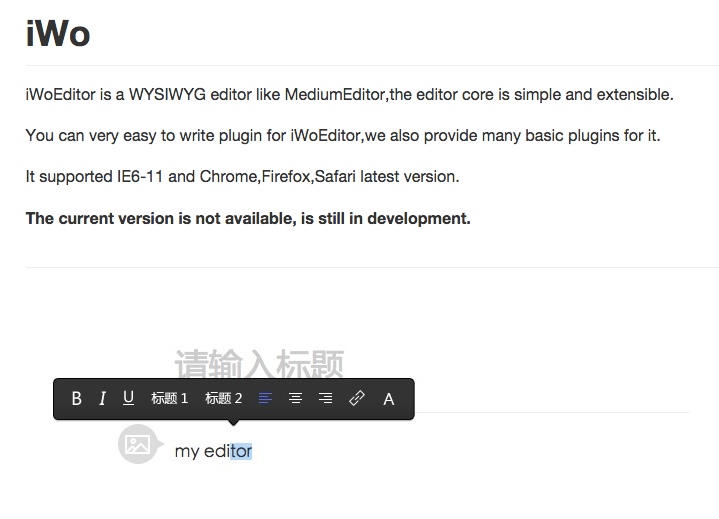 iWo
iWoEditor is a WYSIWYG editor like MediumEditor,the editor core is simple and extensible.
You can very easy to write plugin for iWoEditor,we also provide many basic plugins for it.
It supported IE6-11 and Chrome,Firefox,Safari latest version.
The current version is not available, is still in development.
请输入标题
B I U 标题 1 标题 2 A
my editor